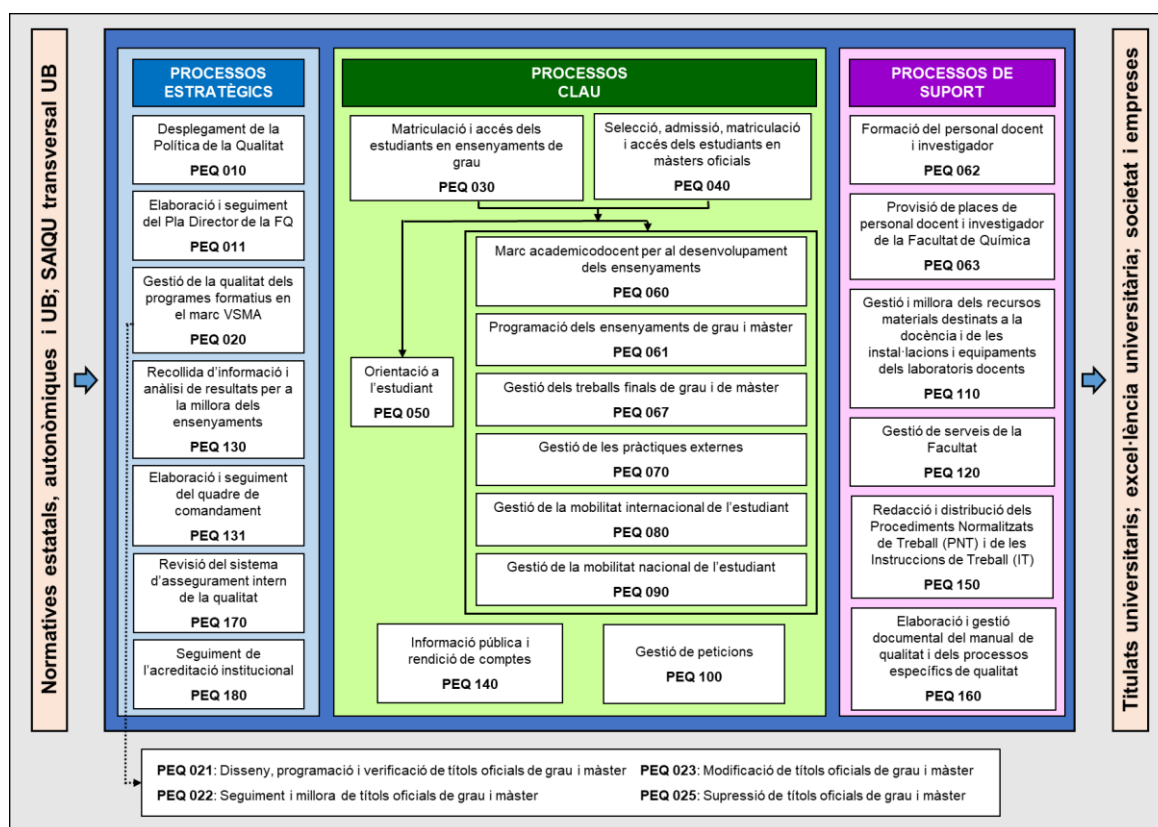 Normatives estatals, autonòmiques i UB; SAIQU transversal UB
PROCESSOS
ESTRATÈGICS
Desplegament de la
Política de la Qualitat
PEQ 010
Elaboració i seguiment
del Pla Director de la FQ
PEQ 011
Gestió de la qualitat dels
programes formatius en
el marc VSMA
PEQ 020
Recollida d’informació i
anàlisi de resultats per a
la millora dels
ensenyaments
PEQ 130
Elaboració i seguiment
del quadre de
comandament
PEQ 131
Revisió del sistema
d’assegurament intern
de la qualitat
PEQ 170
Seguiment de
l’acreditació institucional
PEQ 180
PROCESSOS
CLAU
Matriculació i accés dels
estudiants en ensenyaments de
grau
PEQ 030
Selecció, admissió, matriculació
i accés dels estudiants en
màsters oficials
PEQ 040
Orientació a
l’estudiant
PEQ 050
Marc academicodocent per al desenvolupament
dels ensenyaments
PEQ 060
Programació dels ensenyaments de grau i màster
PEQ 061
Gestió dels treballs finals de grau i de màster
PEQ 067
Gestió de les pràctiques externes
PEQ 070
Gestió de la mobilitat internacional de l’estudiant
PEQ 080
Gestió de la mobilitat nacional de l’estudiant
PEQ 090
Informació pública i
rendició de comptes
PEQ 140
Gestió de peticions
PEQ 100
PROCESSOS DE
SUPORT
Formació del personal docent
i investigador
PEQ 062
Provisió de places de
personal docent i investigador
de la Facultat de Química
PEQ 063
Gestió i millora dels recursos
materials destinats a la
docència i de les
instal·lacions i equipaments
dels laboratoris docents
PEQ 110
Gestió de serveis de la
Facultat
PEQ 120
Redacció i distribució dels
Procediments Normalitzats
de Treball (PNT) i de les
Instruccions de Treball (IT)
PEQ 150
Elaboració i gestió
documental del manual de
qualitat i dels processos
específics de qualitat
PEQ 160
Titulats universitaris; excel·lència universitària; societat i empreses
PEQ 021: Disseny, programació i verificació de títols oficials de grau i màster
PEQ 023: Modificació de títols oficials de grau i màster
PEQ 022: Seguiment i millora de títols oficials de grau i màster
PEQ 025: Supressió de títols oficials de grau i màster